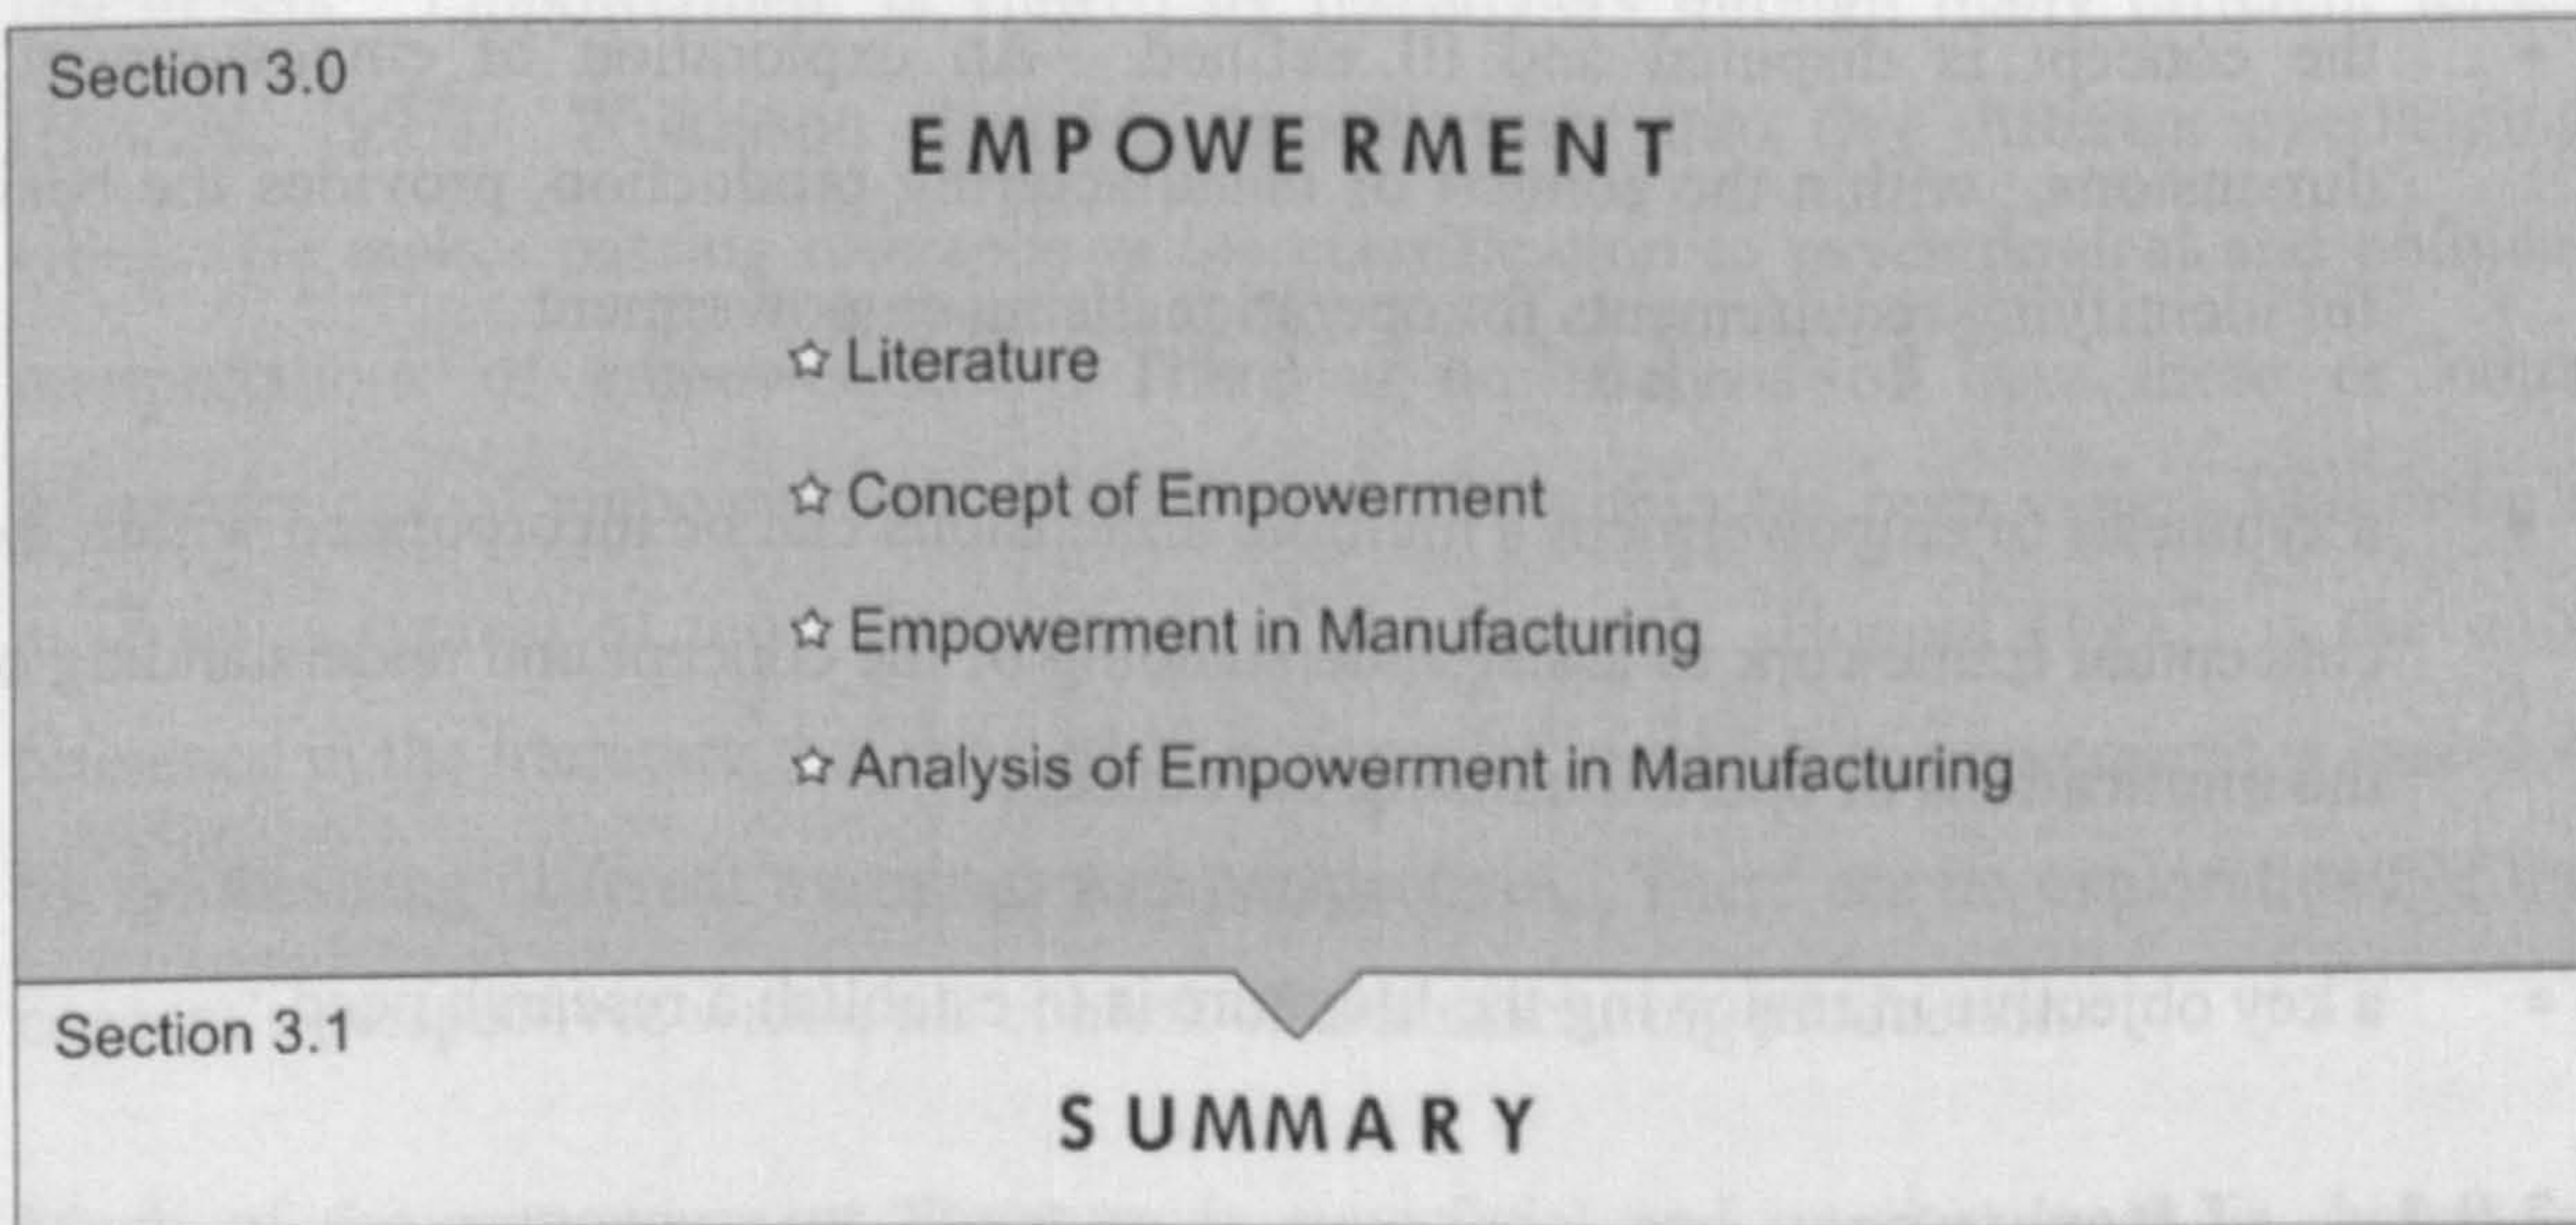 Section 3.0
EMPOWERMENT
☆ Literature
☆ Concept of Empowerment
☆ Empowerment in Manufacturing
☆ Analysis of Empowerment in Manufacturing
Section 3.1
SUMMARY